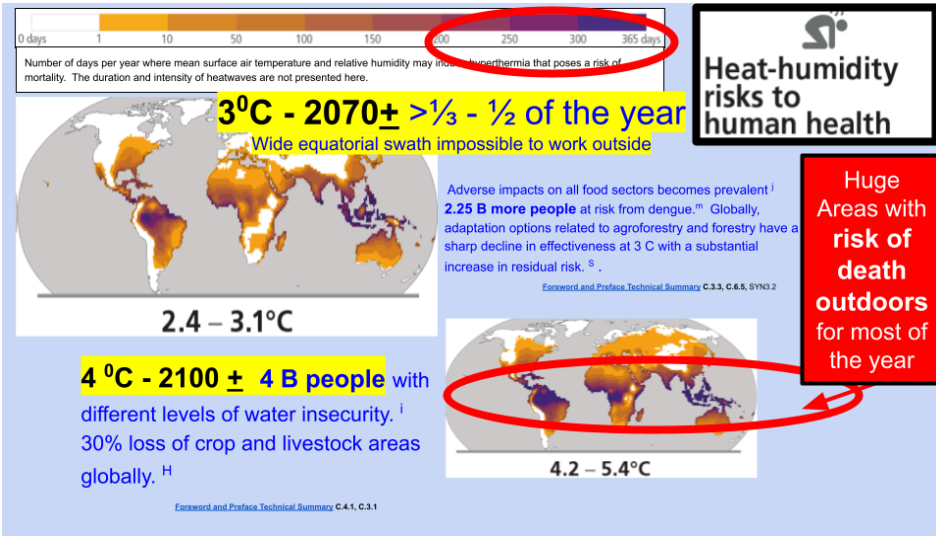 0 days 1 10 50 100 150 200 250 300 365 days
Number of days per year where mean surface air temperature and relative humidity may induce hyperthermia that poses a risk of
mortality. The duration and intensity of heatwaves are not presented here.
Heat-humidity
risks to
human health
3⁰C - 2070± >⅓ - ½ of the year
Wide equatorial swath impossible to work outside
Adverse impacts on all food sectors becomes prevalent ʲ
2.25 B more people at risk from dengue.ᵐ Globally,
adaptation options related to agroforestry and forestry have a
sharp decline in effectiveness at 3 C with a substantial
increase in residual risk. ˢ .
Foreword and Preface Technical Summary C.3.3, C.6.5, SYN3.2
Huge
Areas with
risk of
death
outdoors
for most of
the year
2.4 – 3.1°C
4 ⁰C - 2100 ± 4 B people with
different levels of water insecurity. ⁱ
30% loss of crop and livestock areas
globally. ᴴ
Foreword and Preface Technical Summary C.4.1, C.3.1
4.2 – 5.4°C